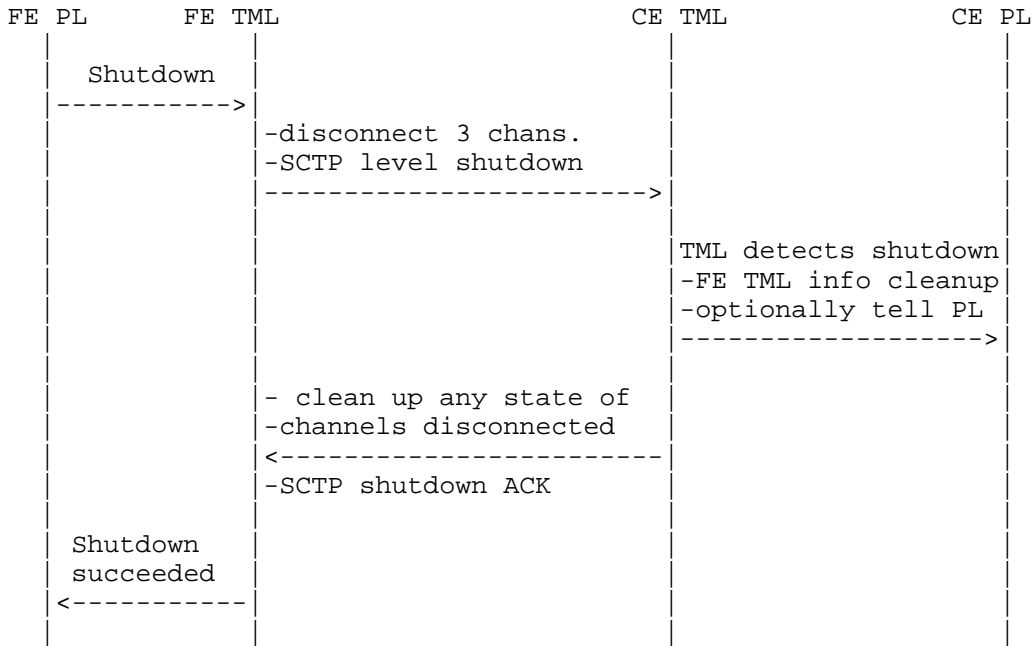 FE PL FE TML CE TML CE PL
Shutdown
----------->
-disconnect 3 chans.
-SCTP level shutdown
------------------------>
TML detects shutdown
-FE TML info cleanup
-optionally tell PL
------------------->
- clean up any state of
-channels disconnected
<------------------------
-SCTP shutdown ACK
Shutdown
succeeded
<-----------